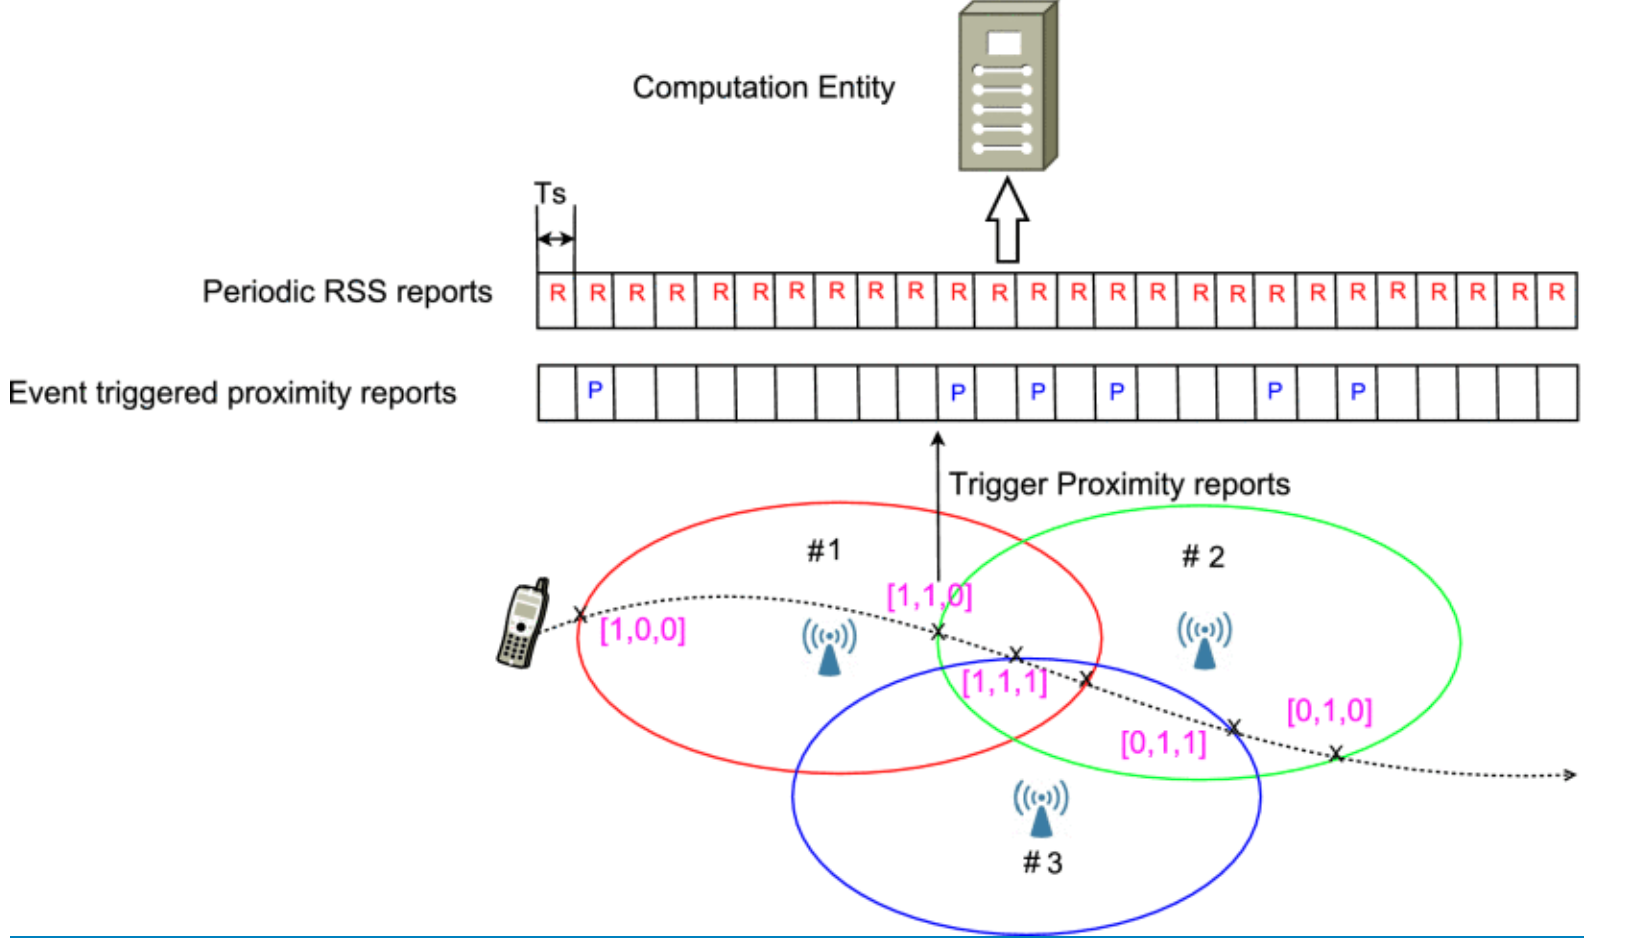 Computation Entity
Ts
Periodic RSS reports
R R R R R R R R R R R R R R R R R R R R R R R R R R
Event triggered proximity reports
P P P P P P
Trigger Proximity reports
#1
# 2
[1,1,0]
[1,0,0]
[1,1,1]
[0,1,0]
[0,1,1]
# 3